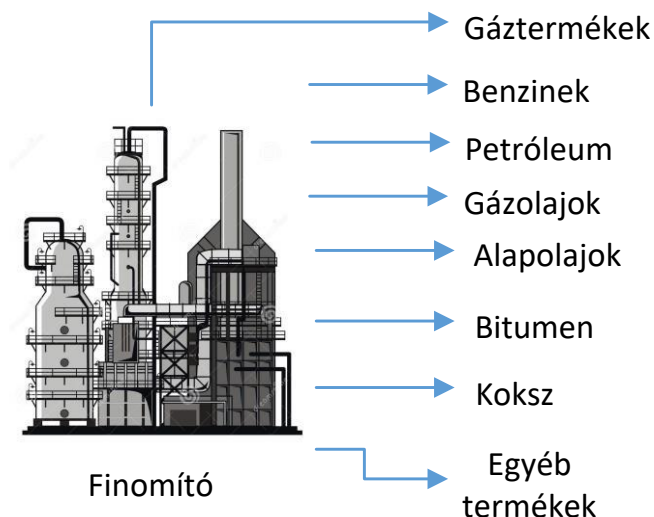 Gáztermékek
Benzinek
Petróleum
Gázolajok
Alapolajok
Bitumen
Koksz
Egyéb
termékek
Finomító